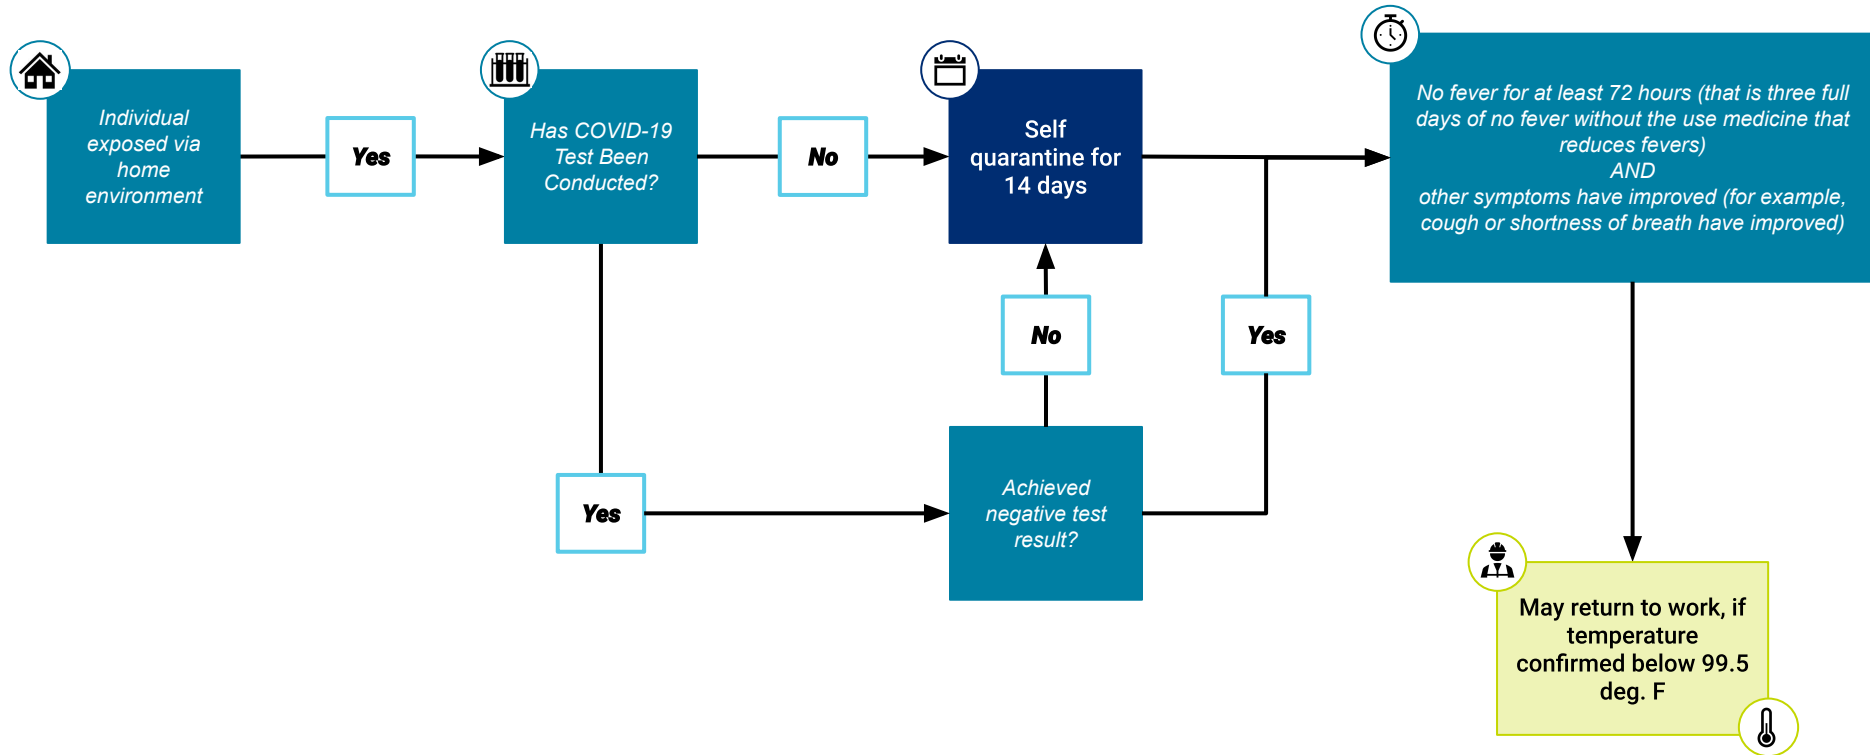 Individual
exposed via
home
environment
Yes
Has COVID-19
Test Been
Conducted?
No
Self
quarantine for
14 days
No fever for at least 72 hours (that is three full
days of no fever without the use medicine that
reduces fevers)
AND
other symptoms have improved (for example,
cough or shortness of breath have improved)
No
Yes
Yes
Achieved
negative test
result?
May return to work, if
temperature
confirmed below 99.5
deg. F